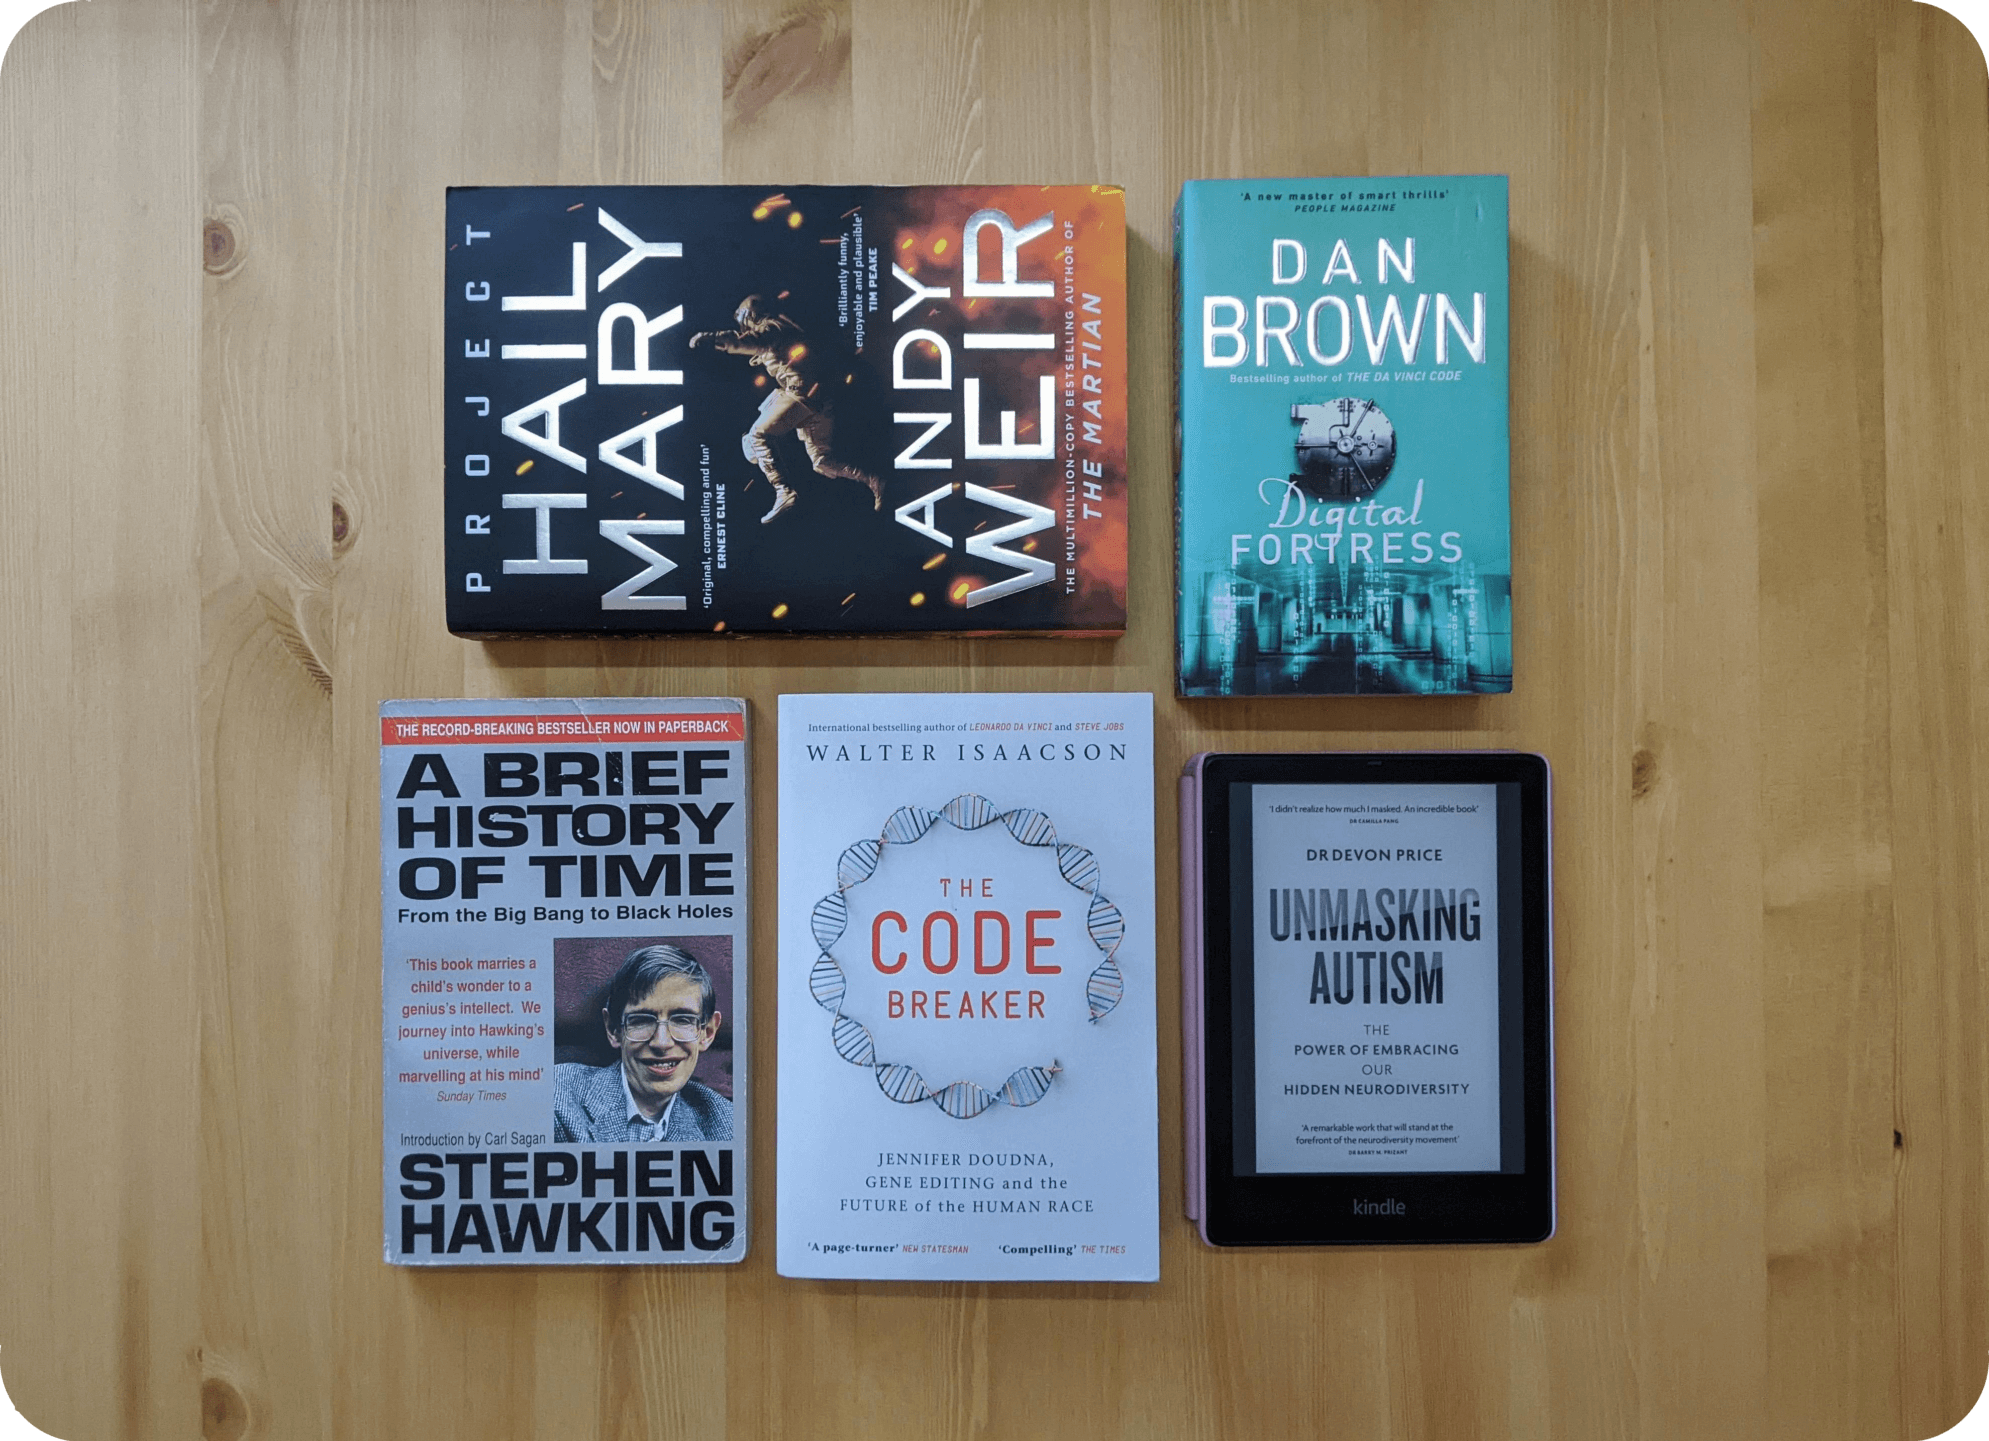 PROJECT
HAIL
MARY
'Original, compelling and fun'
ERNEST CLINE
'Brilliantly funny,
enjoyable and plausible'
TIM PEAKE
ANDY
WEIR
THE MULTIMILLION-COPY BESTSELLING AUTHOR OF
THE MARTIAN
'A new master of smart thrills'
PEOPLE MAGAZINE
DAN
BROWN
Bestselling author of THE DA VINCI CODE
Digital
FORTRESS
THE RECORD-BREAKING BESTSELLER NOW IN PAPERBACK
A BRIEF
HISTORY
OF TIME
From the Big Bang to Black Holes
'This book marries a
child's wonder to a
genius's intellect. We
journey into Hawking's
universe, while
marvelling at his mind'
Sunday Times
Introduction by Carl Sagan
STEPHEN
HAWKING
International bestselling author of LEONARDO DA VINCI and STEVE JOBS
WALTER ISAACSON
THE
CODE
BREAKER
JENNIFER DOUDNA,
GENE EDITING and the
FUTURE of the HUMAN RACE
'A page-turner' NEW STATESMAN 'Compelling' THE TIMES
'I didn't realize how much I masked. An incredible book'
DR CAMILLA PANG
DR DEVON PRICE
UNMASKING
AUTISM
THE
POWER OF EMBRACING
OUR
HIDDEN NEURODIVERSITY
'A remarkable work that will stand at the
forefront of the neurodiversity movement'
DR BARRY M. PRIZANT
kindle